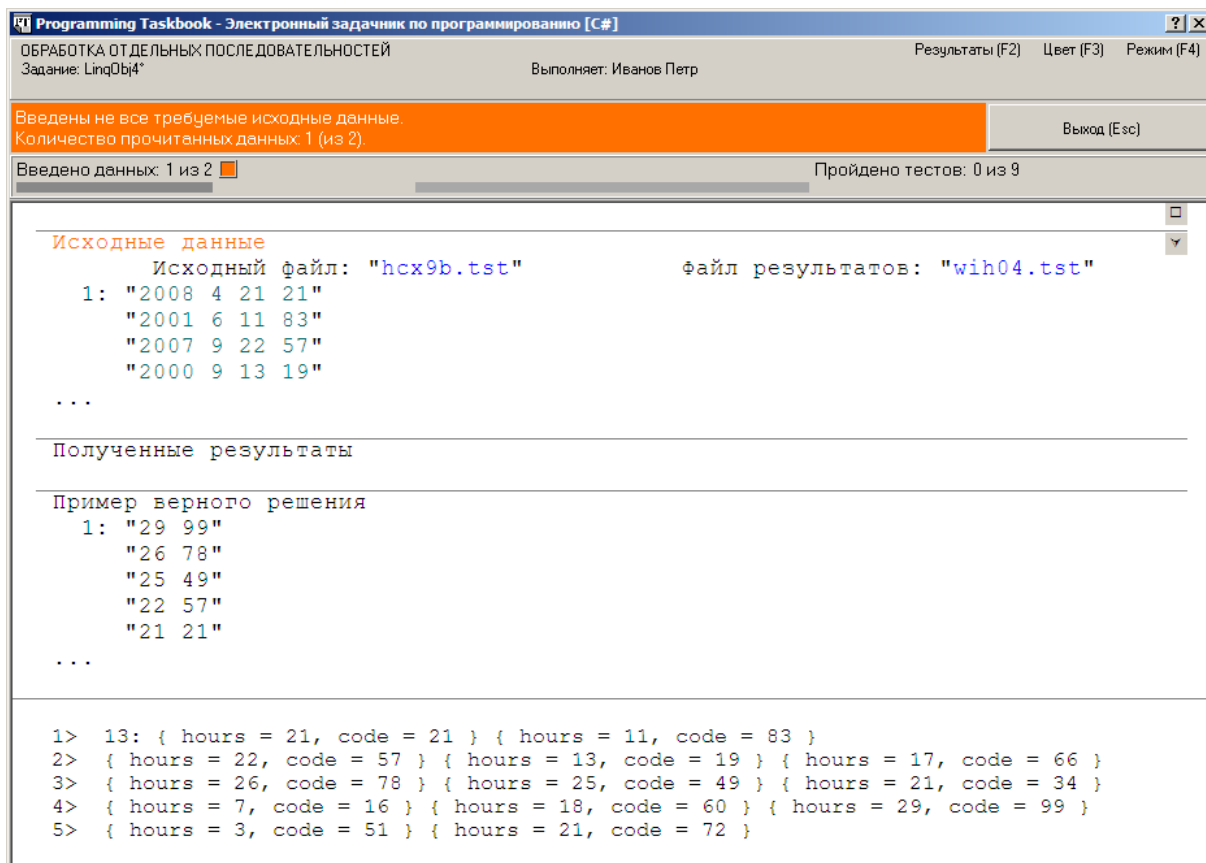 Programming Taskbook - Электронный задачник по программированию [C#]
ОБРАБОТКА ОТДЕЛЬНЫХ ПОСЛЕДОВАТЕЛЬНОСТЕЙ
Результаты (F2) Цвет (F3) Режим (F4)
Задание: LinqObj4° Выполняет: Иванов Петр
Введены не все требуемые исходные данные.
Количество прочитанных данных: 1 (из 2).
Выход (Esc)
Введено данных: 1 из 2 Пройдено тестов: 0 из 9
Исходные данные
Исходный файл: "hcx9b.tst" Файл результатов: "wih04.tst"
1: "2008 4 21 21"
"2001 6 11 83"
"2007 9 22 57"
"2000 9 13 19"
...
Полученные результаты
Пример верного решения
1: "29 99"
"26 78"
"25 49"
"22 57"
"21 21"
...
1> 13: { hours = 21, code = 21 } { hours = 11, code = 83 }
2> { hours = 22, code = 57 } { hours = 13, code = 19 } { hours = 17, code = 66 }
3> { hours = 26, code = 78 } { hours = 25, code = 49 } { hours = 21, code = 34 }
4> { hours = 7, code = 16 } { hours = 18, code = 60 } { hours = 29, code = 99 }
5> { hours = 3, code = 51 } { hours = 21, code = 72 }